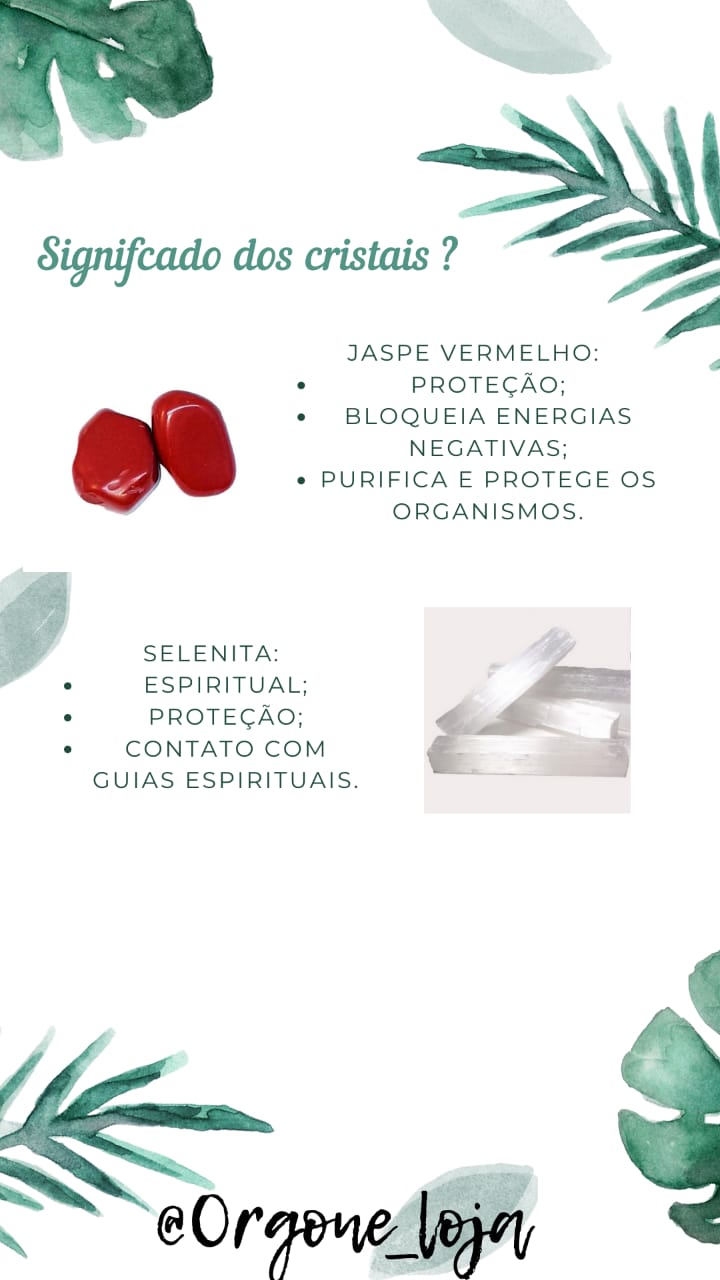 Signifcado dos cristais ?
JASPE VERMELHO:
• PROTEÇÃO;
• BLOQUEIA ENERGIAS
NEGATIVAS;
• PURIFICA E PROTEGE OS
ORGANISMOS.
SELENITA:
• ESPIRITUAL;
• PROTEÇÃO;
• CONTATO COM
GUIAS ESPIRITUAIS.
@Orgone_loja